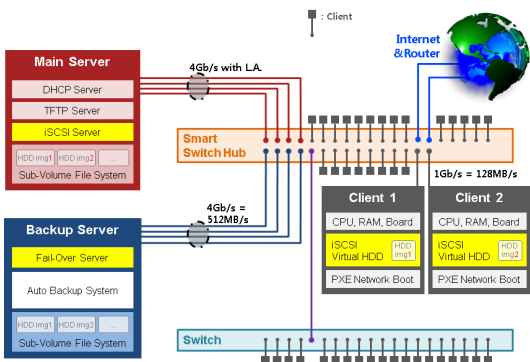 : Client
Internet
&Router
Main Server
DHCP Server
TFTP Server
iSCSI Server
HDD img1
HDD img2
...
Sub-Volume File System
4Gb/s with L.A.
Smart
Switch Hub
1Gb/s = 128MB/s
Client 1
CPU, RAM, Board
iSCSI
Virtual HDD
HDD
img1
PXE Network Boot
Client 2
CPU, RAM, Board
iSCSI
Virtual HDD
HDD
img2
PXE Network Boot
4Gb/s =
512MB/s
Backup Server
Fail-Over Server
Auto Backup System
HDD img1
HDD img2
...
Sub-Volume File System
Switch